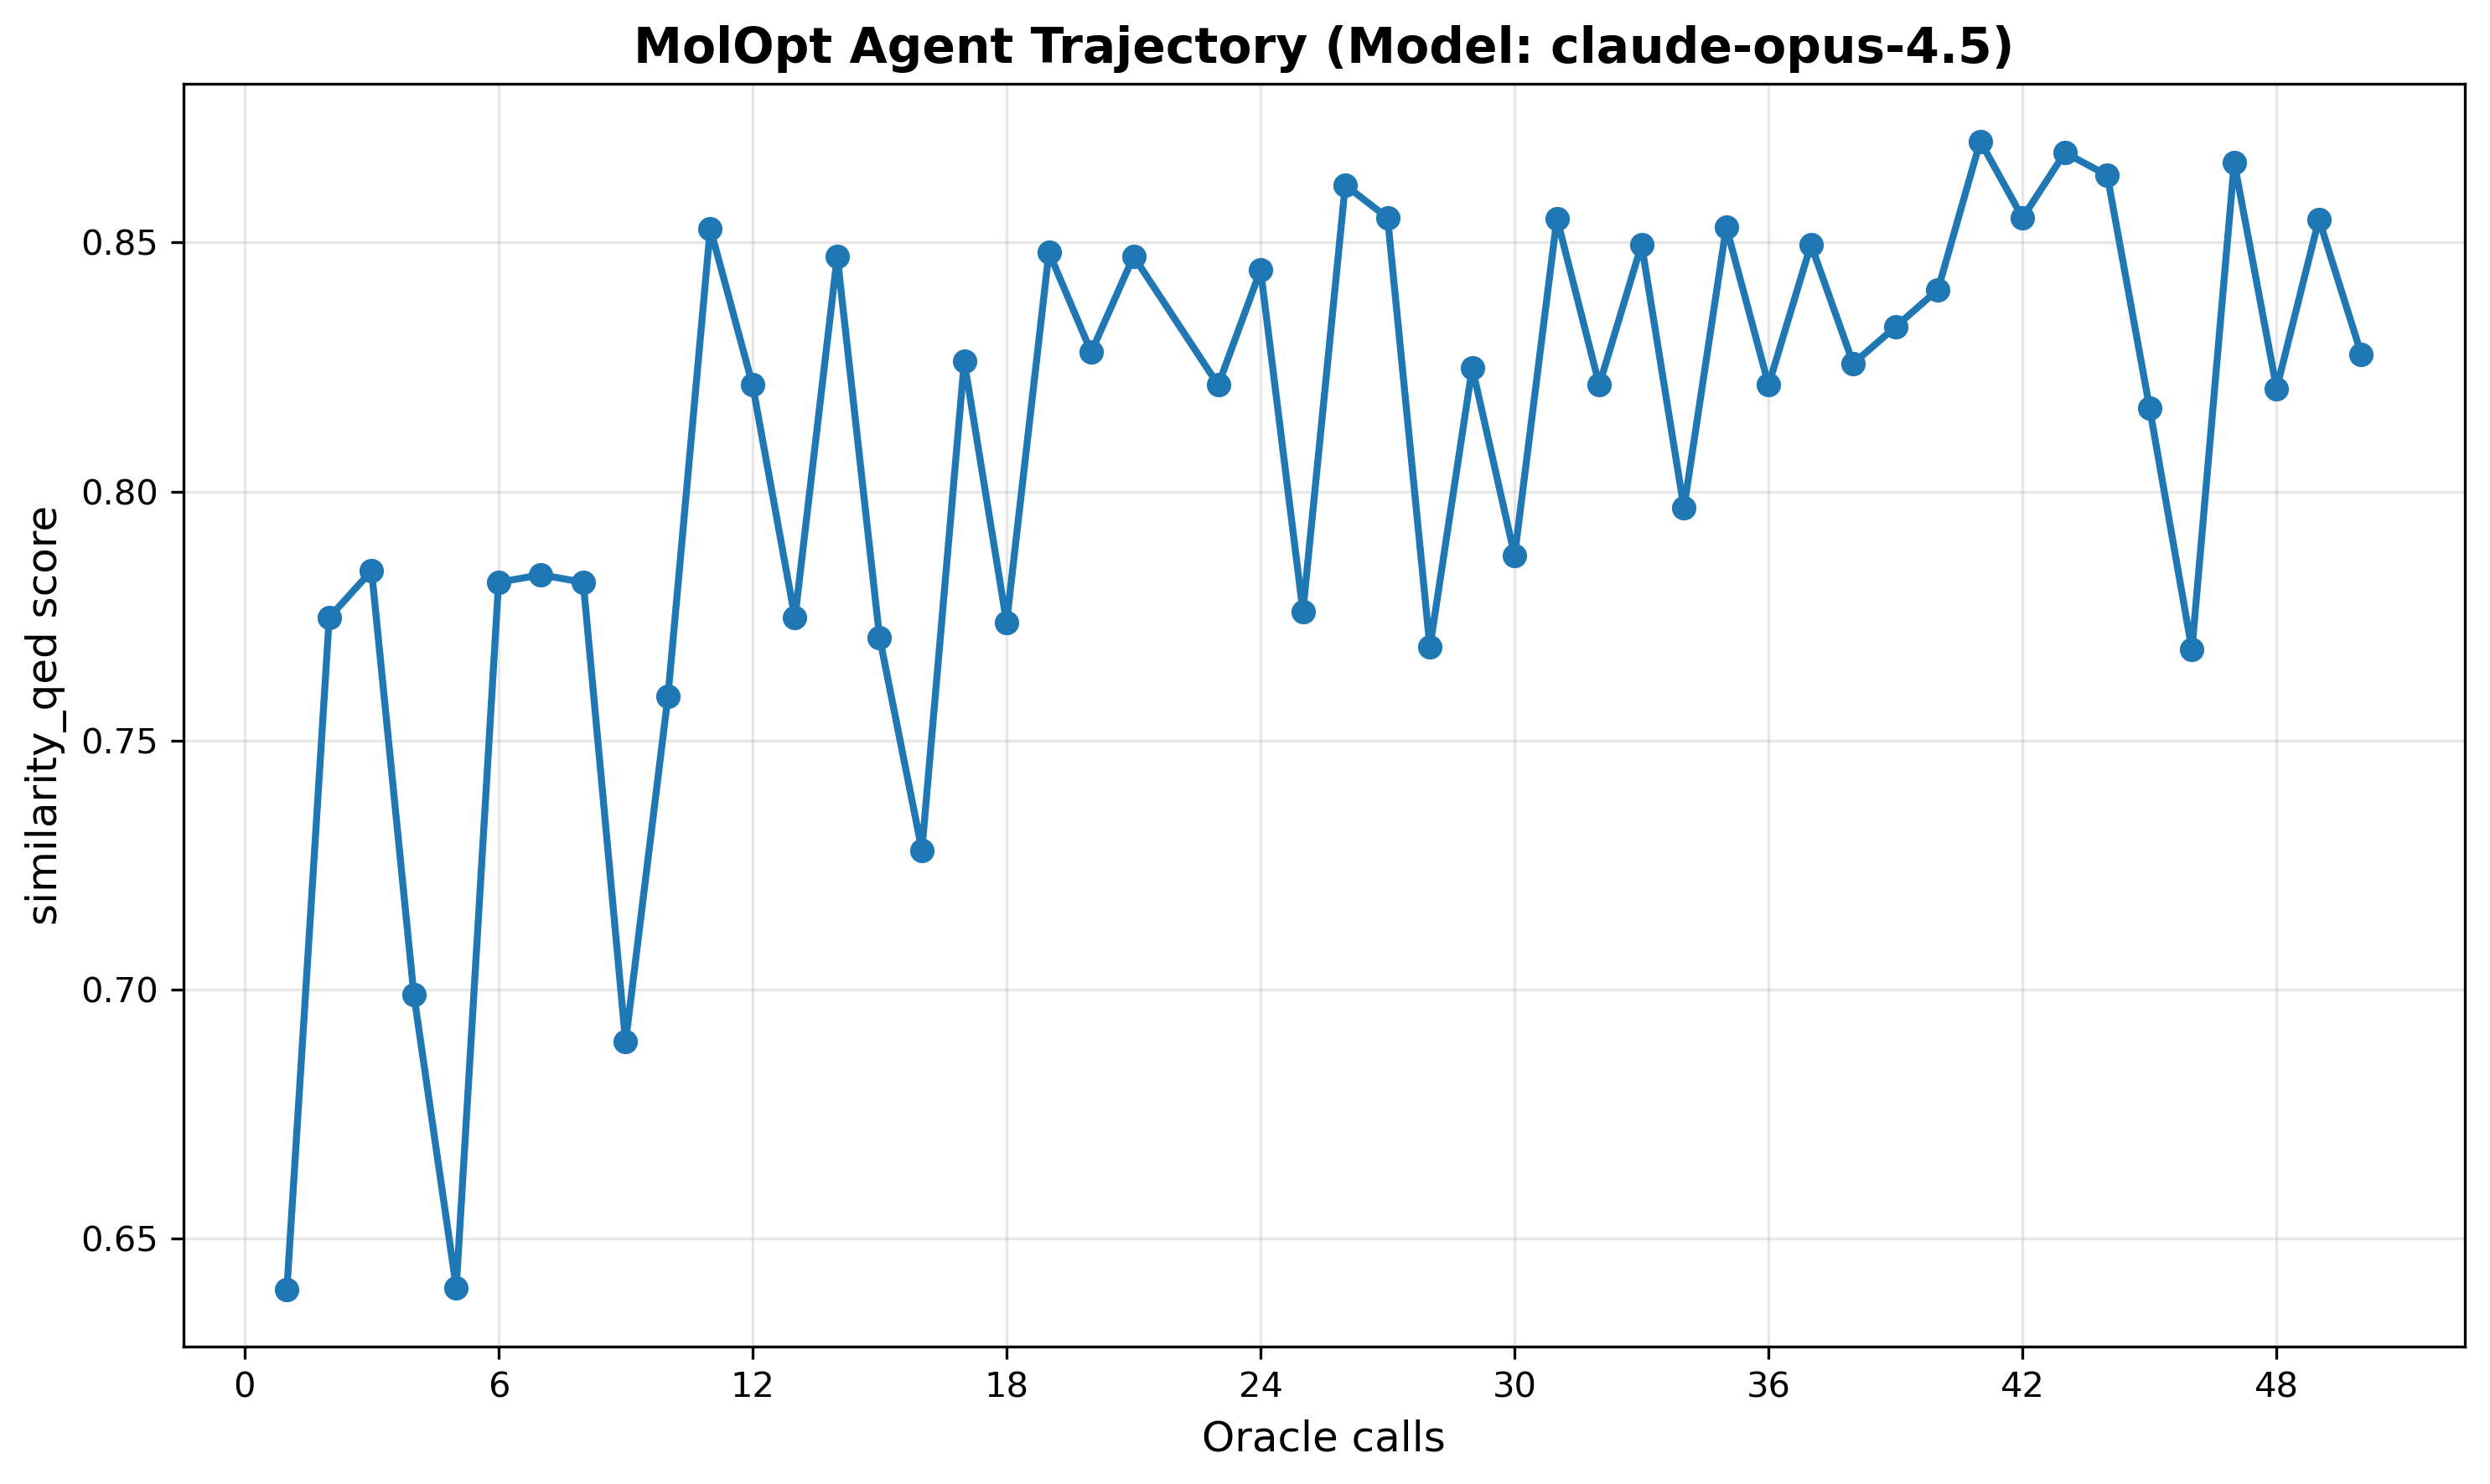 MolOpt Agent Trajectory (Model: claude-opus-4.5)
similarity_qed score
0.85
0.80
0.75
0.70
0.65
0 6 12 18 24 30 36 42 48
Oracle calls